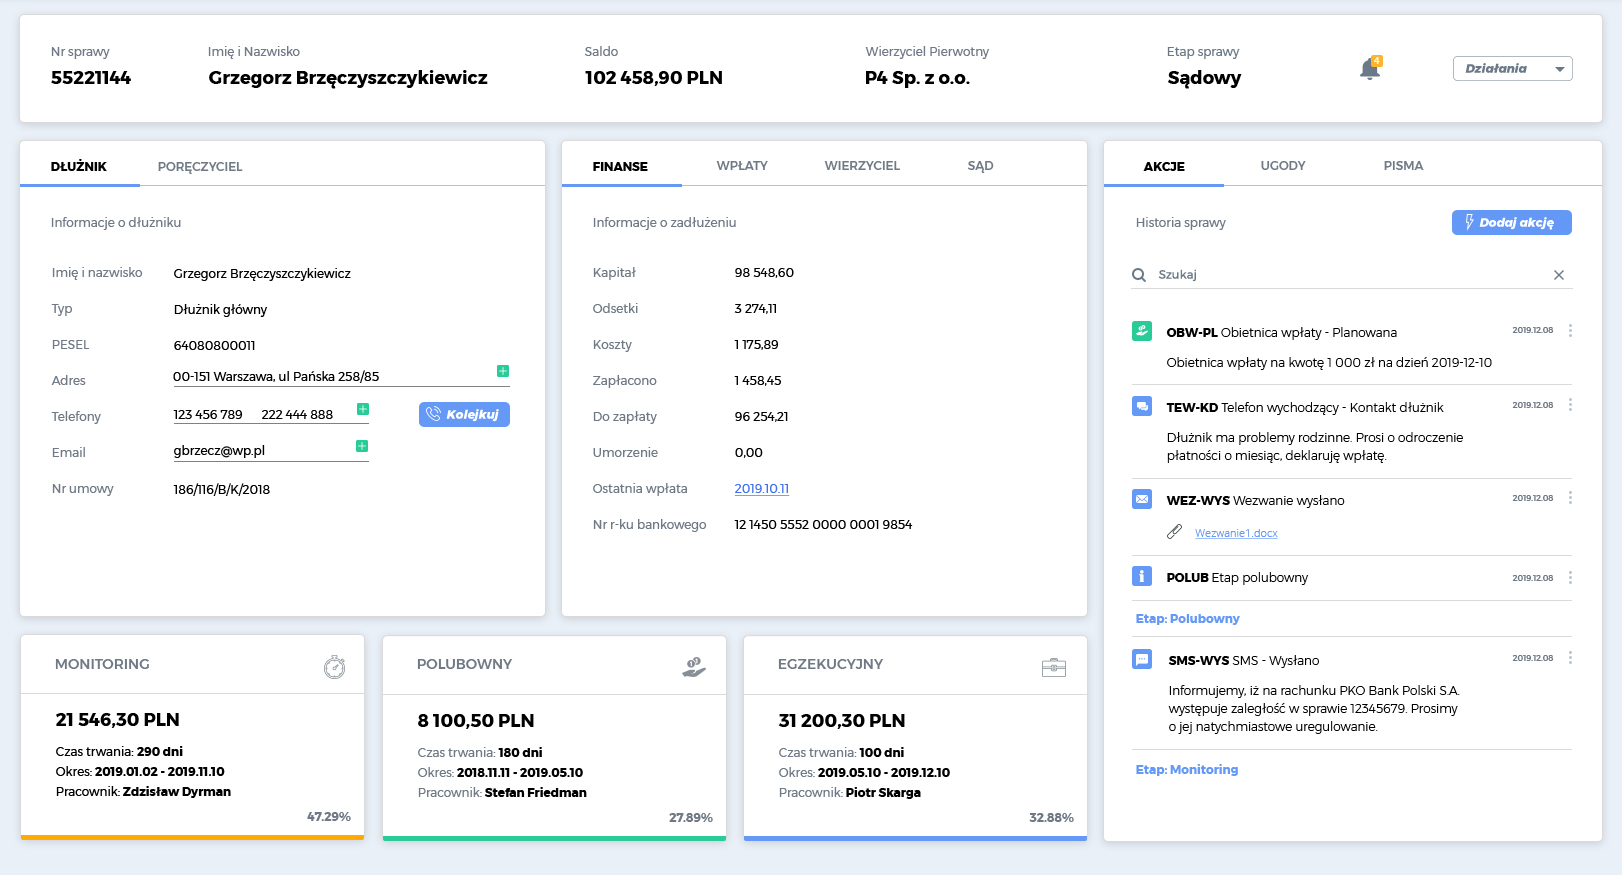 Nr sprawy
55221144
Imię i Nazwisko
Grzegorz Brzęczyszczykiewicz
Saldo
102 458,90 PLN
Wierzyciel Pierwotny
P4 Sp. z o.o.
Etap sprawy
Sądowy
4
Działania
DŁUŻNIK PORĘCZYCIEL
Informacje o dłużniku
Imię i nazwisko Grzegorz Brzęczyszczykiewicz
Typ Dłużnik główny
PESEL 64080800011
Adres 00-151 Warszawa, ul Pańska 258/85
Telefony 123 456 789 222 444 888 Kolejkuj
Email gbrzecz@wp.pl
Nr umowy 186/116/B/K/2018
FINANSE WPŁATY WIERZYCIEL SĄD
Informacje o zadłużeniu
Kapitał 98 548,60
Odsetki 3 274,11
Koszty 1 175,89
Zapłacono 1 458,45
Do zapłaty 96 254,21
Umorzenie 0,00
Ostatnia wpłata 2019.10.11
Nr r-ku bankowego 12 1450 5552 0000 0001 9854
AKCJE UGODY PISMA
Historia sprawy Dodaj akcję
Szukaj
OBW-PL Obietnica wpłaty - Planowana 2019.12.08
Obietnica wpłaty na kwotę 1 000 zł na dzień 2019-12-10
TEW-KD Telefon wychodzący - Kontakt dłużnik 2019.12.08
Dłużnik ma problemy rodzinne. Prosi o odroczenie
płatności o miesiąc, deklaruję wpłatę.
WEZ-WYS Wezwanie wysłano 2019.12.08
Wezwanie1.docx
POLUB Etap polubowny 2019.12.08
Etap: Polubowny
SMS-WYS SMS - Wysłano 2019.12.08
Informujemy, iż na rachunku PKO Bank Polski S.A.
występuje zaległość w sprawie 12345679. Prosimy
o jej natychmiastowe uregulowanie.
Etap: Monitoring
MONITORING
21 546,30 PLN
Czas trwania: 290 dni
Okres: 2019.01.02 - 2019.11.10
Pracownik: Zdzisław Dyrman
47.29%
POLUBOWNY
8 100,50 PLN
Czas trwania: 180 dni
Okres: 2018.11.11 - 2019.05.10
Pracownik: Stefan Friedman
27.89%
EGZEKUCYJNY
31 200,30 PLN
Czas trwania: 100 dni
Okres: 2019.05.10 - 2019.12.10
Pracownik: Piotr Skarga
32.88%